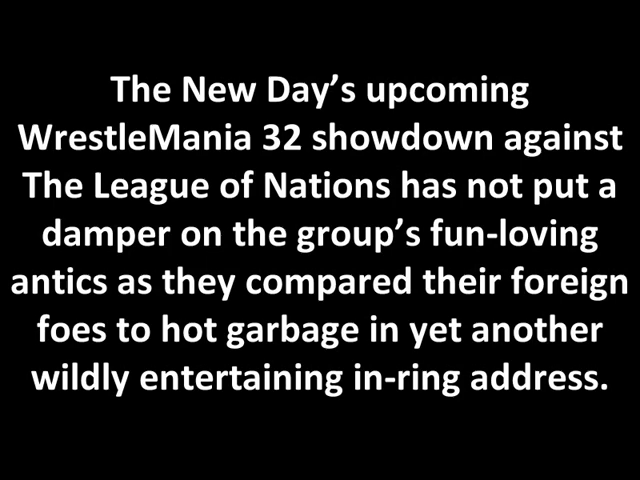 The New Day’s upcoming
WrestleMania 32 showdown against
The League of Nations has not put a
damper on the group’s fun-loving
antics as they compared their foreign
foes to hot garbage in yet another
wildly entertaining in-ring address.